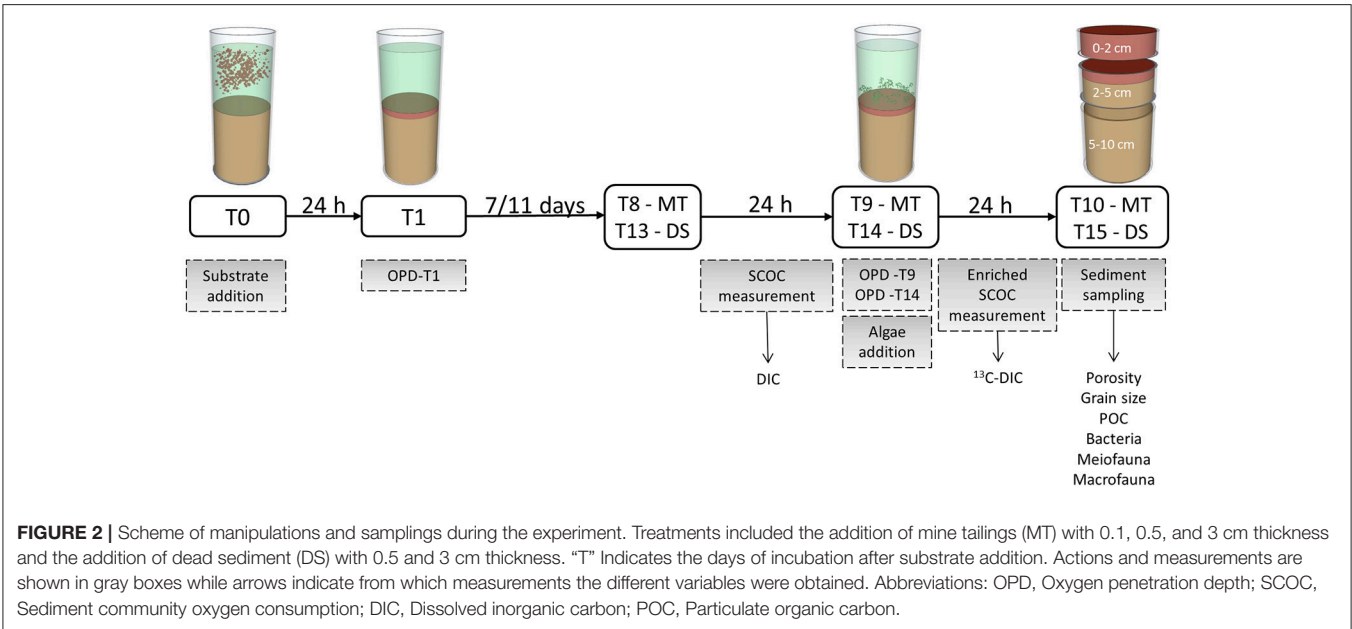 0-2 cm
2-5 cm
5-10 cm
T0
24 h
T1
7/11 days
T8 - MT
T13 - DS
24 h
T9 - MT
T14 - DS
24 h
T10 - MT
T15 - DS
Substrate
addition
OPD-T1
SCOC
measurement
DIC
OPD -T9
OPD -T14
Algae
addition
Enriched
SCOC
measurement
¹³C-DIC
Sediment
sampling
Porosity
Grain size
POC
Bacteria
Meiofauna
Macrofauna
FIGURE 2 | Scheme of manipulations and samplings during the experiment. Treatments included the addition of mine tailings (MT) with 0.1, 0.5, and 3 cm thickness
and the addition of dead sediment (DS) with 0.5 and 3 cm thickness. “T” Indicates the days of incubation after substrate addition. Actions and measurements are
shown in gray boxes while arrows indicate from which measurements the different variables were obtained. Abbreviations: OPD, Oxygen penetration depth; SCOC,
Sediment community oxygen consumption; DIC, Dissolved inorganic carbon; POC, Particulate organic carbon.